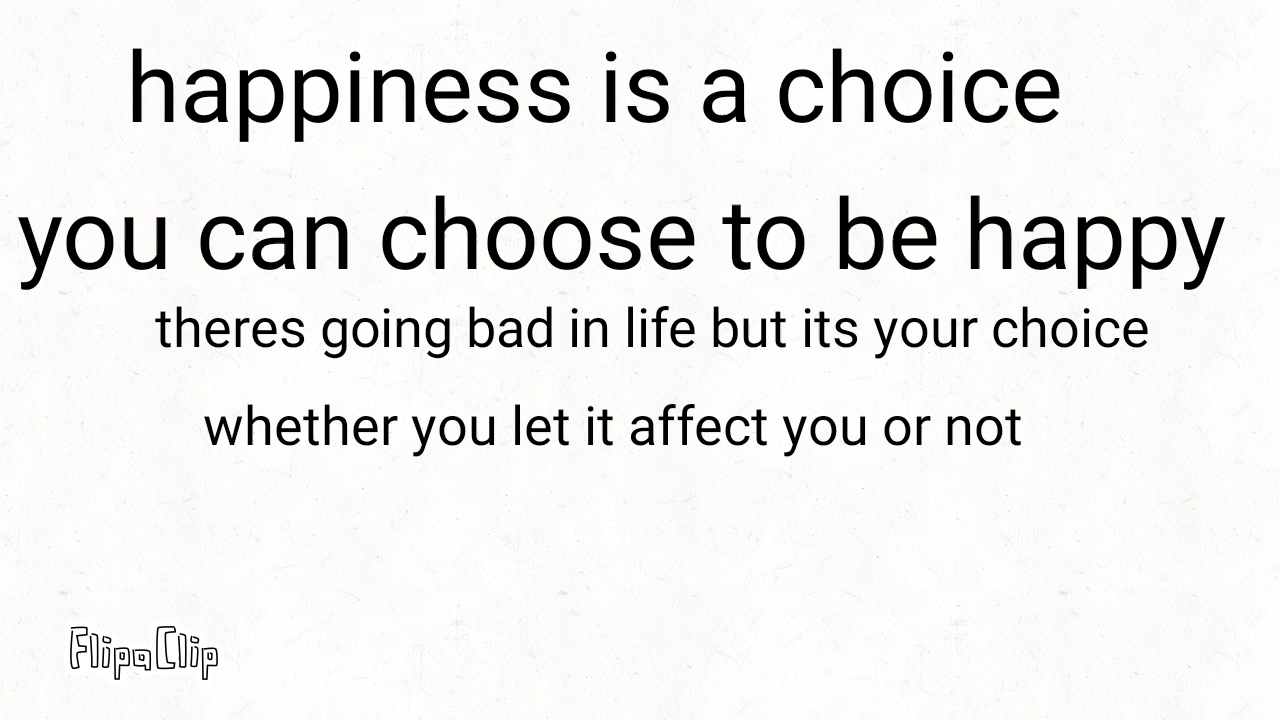 happiness is a choice
you can choose to be happy
theres going bad in life but its your choice
whether you let it affect you or not
FlipaClip